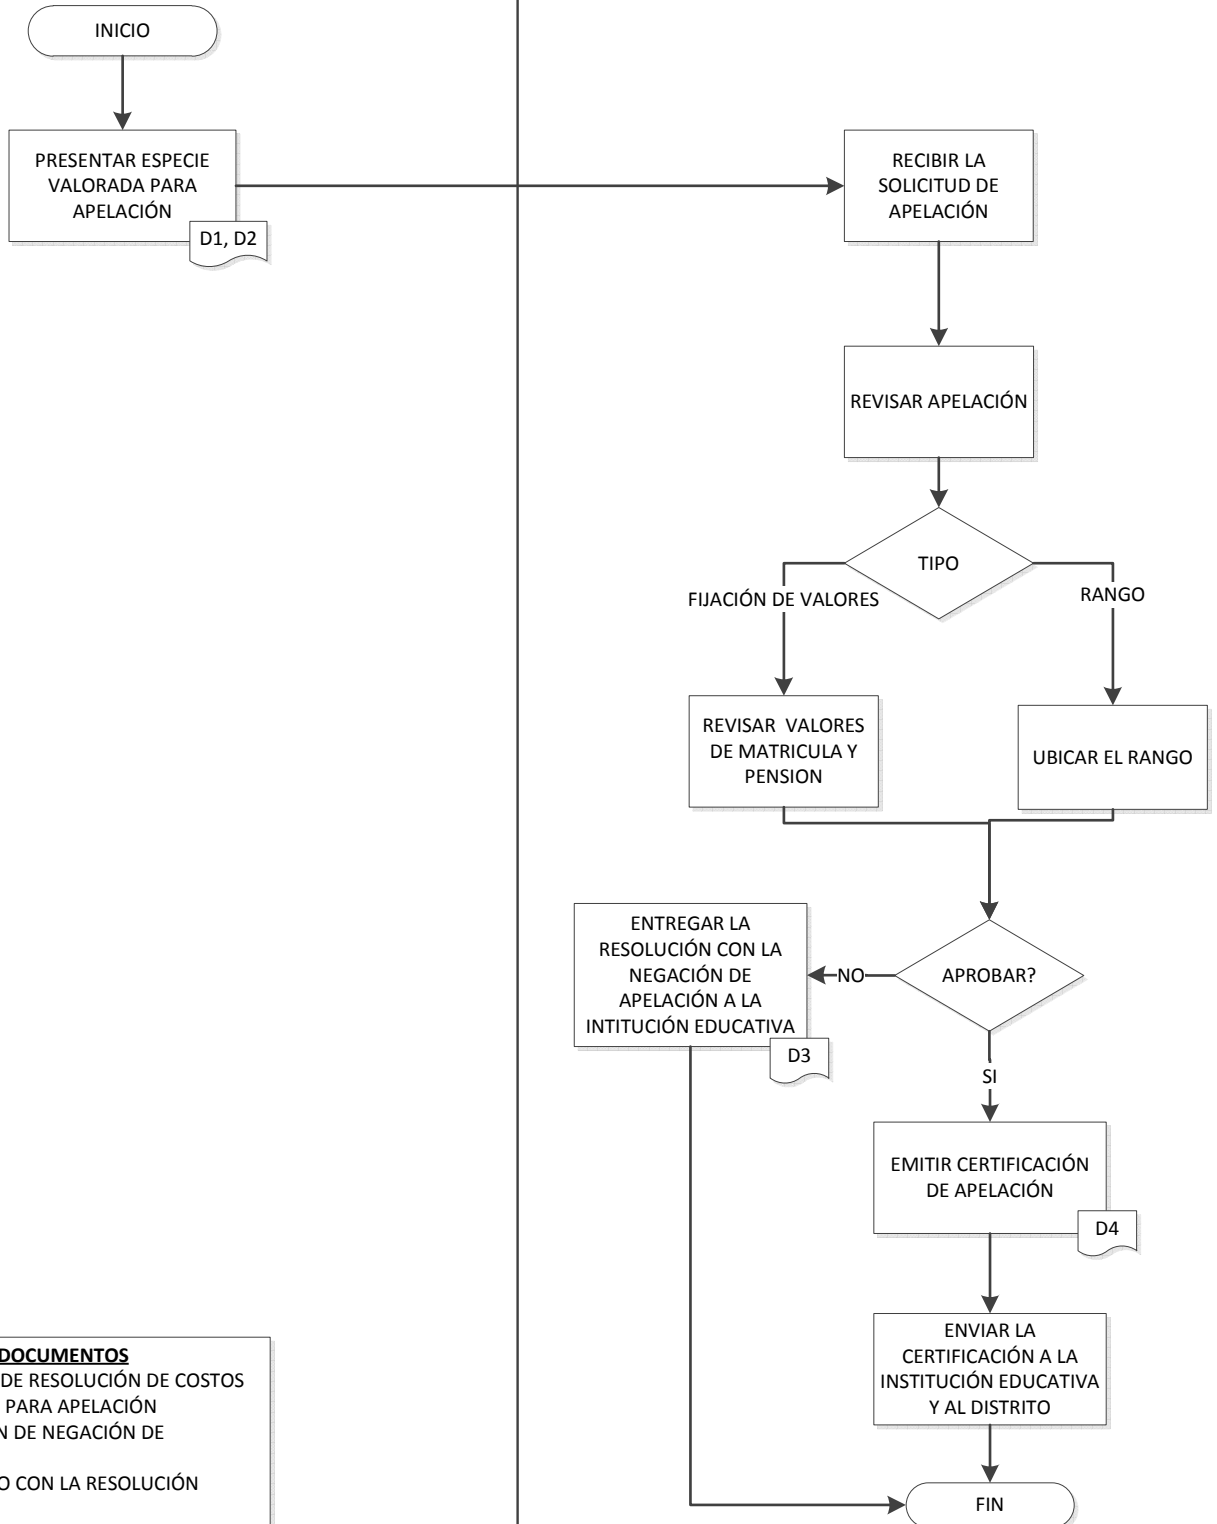 INICIO
PRESENTAR ESPECIE
VALORADA PARA
APELACIÓN
D1, D2
RECIBIR LA
SOLICITUD DE
APELACIÓN
REVISAR APELACIÓN
TIPO
FIJACIÓN DE VALORES
RANGO
REVISAR VALORES
DE MATRICULA Y
PENSION
UBICAR EL RANGO
ENTREGAR LA
RESOLUCIÓN CON LA
NEGACIÓN DE
APELACIÓN A LA
INTITUCIÓN EDUCATIVA
D3
NO
APROBAR?
SI
EMITIR CERTIFICACIÓN
DE APELACIÓN
D4
ENVIAR LA
CERTIFICACIÓN A LA
INSTITUCIÓN EDUCATIVA
Y AL DISTRITO
FIN
DOCUMENTOS
DE RESOLUCIÓN DE COSTOS
PARA APELACIÓN
DE NEGACIÓN DE
CON LA RESOLUCIÓN